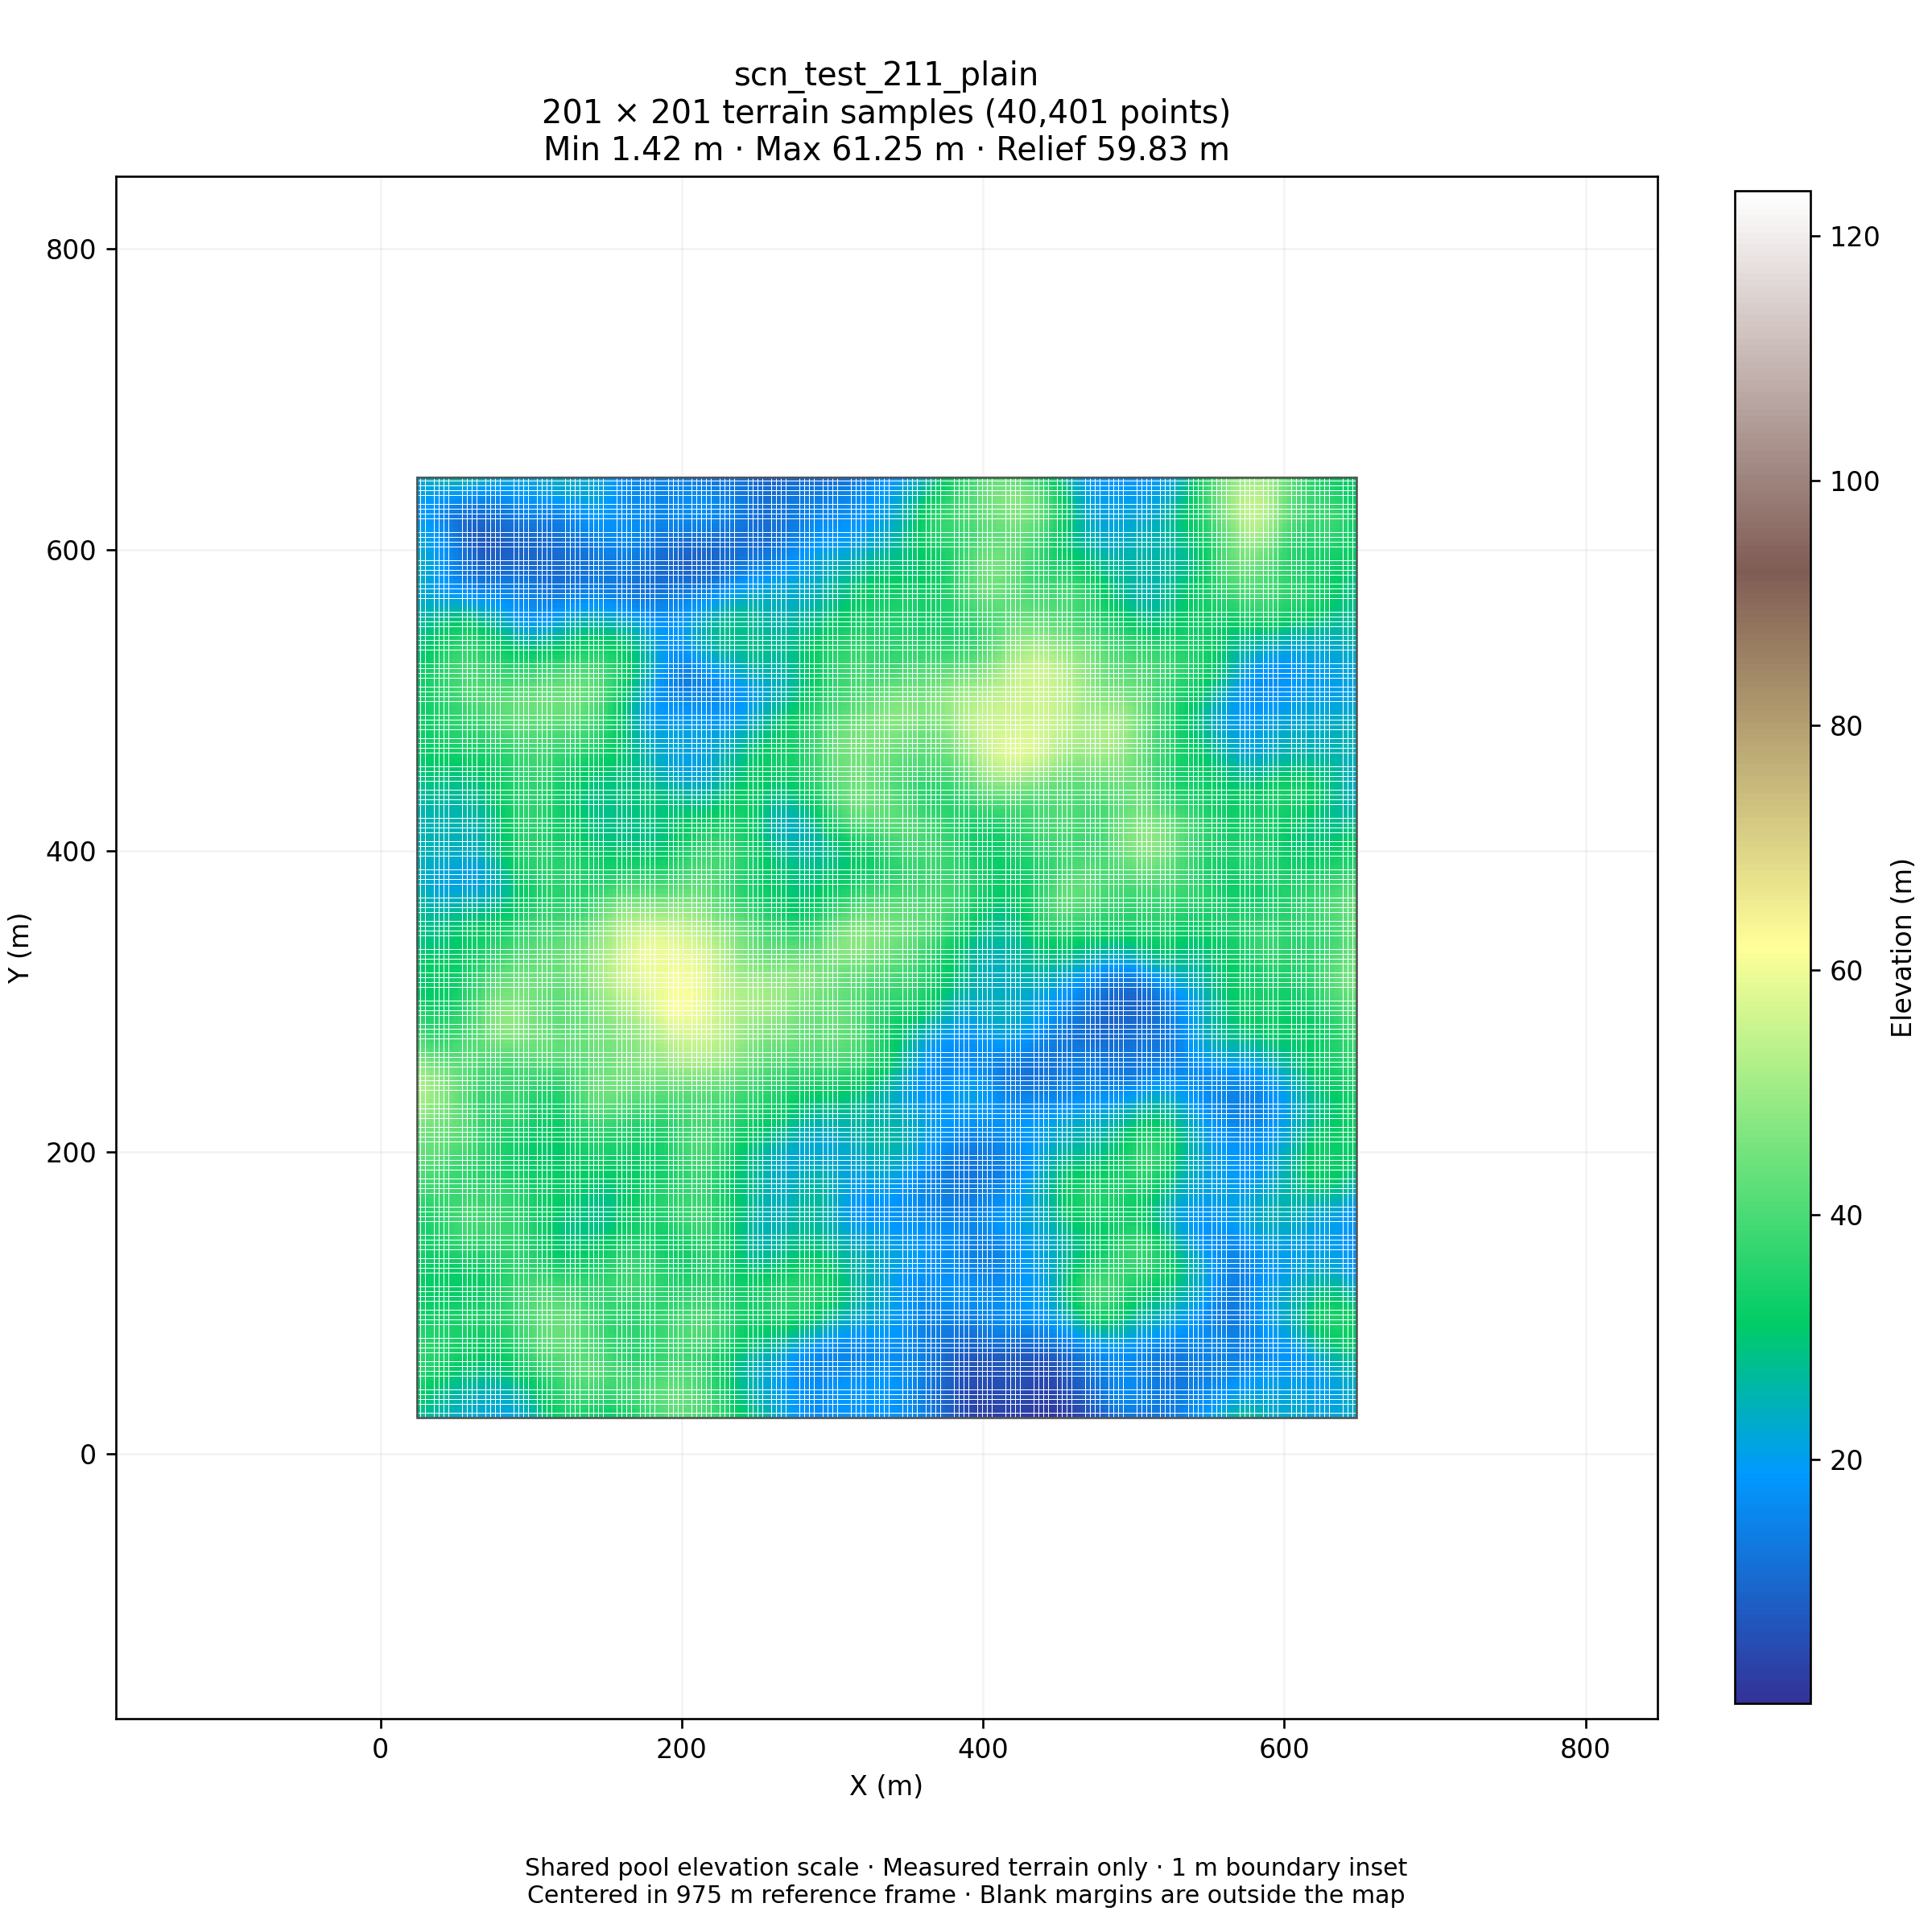 scn_test_211_plain
201 × 201 terrain samples (40,401 points)
Min 1.42 m · Max 61.25 m · Relief 59.83 m
800
600
400
200
0
Y (m)
0
200
400
600
800
X (m)
120
100
80
60
40
20
Elevation (m)
Shared pool elevation scale · Measured terrain only · 1 m boundary inset
Centered in 975 m reference frame · Blank margins are outside the map